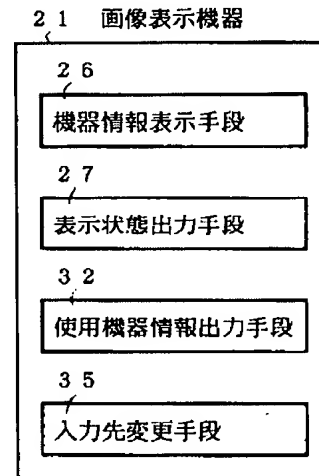 ２１　画像表示機器
２６
機器情報表示手段
２７
表示状態出力手段
３２
使用機器情報出力手段
３５
入力先変更手段